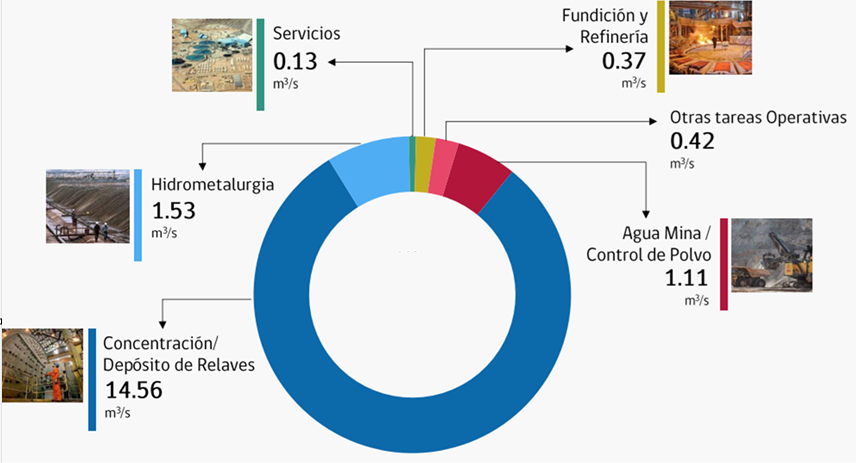 Servicios
0.13
m³/s
Fundición y
Refinería
0.37
m³/s
Otras tareas Operativas
0.42
m³/s
Hidrometalurgia
1.53
m³/s
Agua Mina /
Control de Polvo
1.11
m³/s
Concentración/
Depósito de Relaves
14.56
m³/s